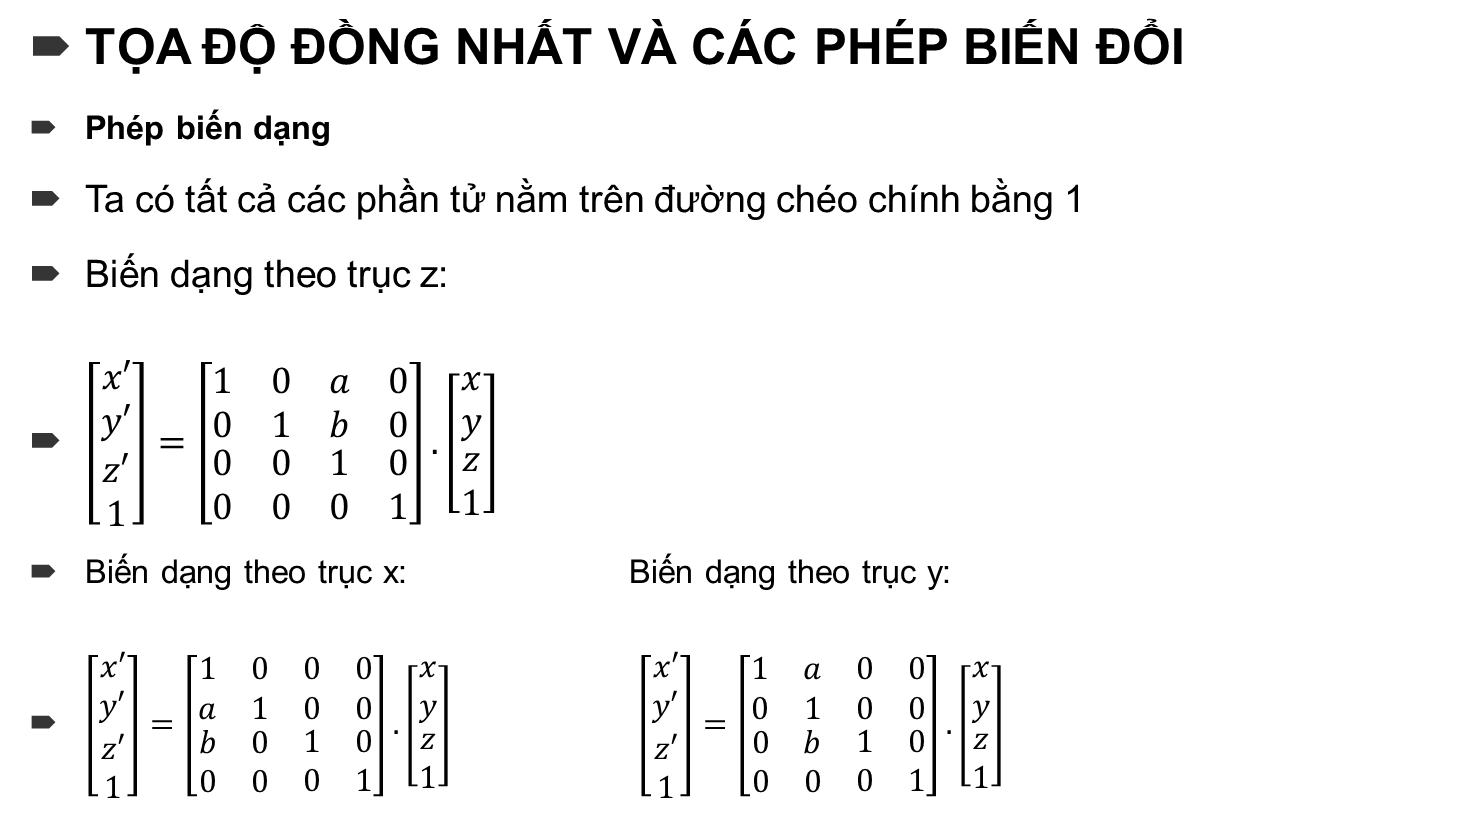 TỌA ĐỘ ĐỒNG NHẤT VÀ CÁC PHÉP BIẾN ĐỔI
Phép biến dạng
Ta có tất cả các phần tử nằm trên đường chéo chính bằng 1
Biến dạng theo trục z:
[x′ y′ z′ 1] = [1 0 a 0; 0 1 b 0; 0 0 1 0; 0 0 0 1] . [x y z 1]
Biến dạng theo trục x: Biến dạng theo trục y:
[x′ y′ z′ 1] = [1 0 0 0; a 1 0 0; b 0 1 0; 0 0 0 1] . [x y z 1] [x′ y′ z′ 1] = [1 a 0 0; 0 1 0 0; 0 b 1 0; 0 0 0 1] . [x y z 1]